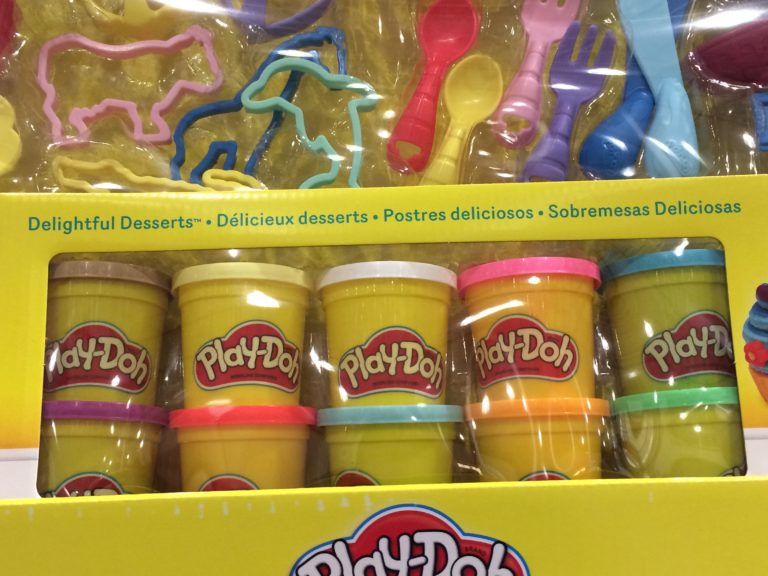 Delightful Desserts™ • Délicieux desserts • Postres deliciosos • Sobremesas Deliciosas
Play-Doh
Play-Doh
Play-Doh
Play-Doh
Play-Doh
Play-Doh
BRAND